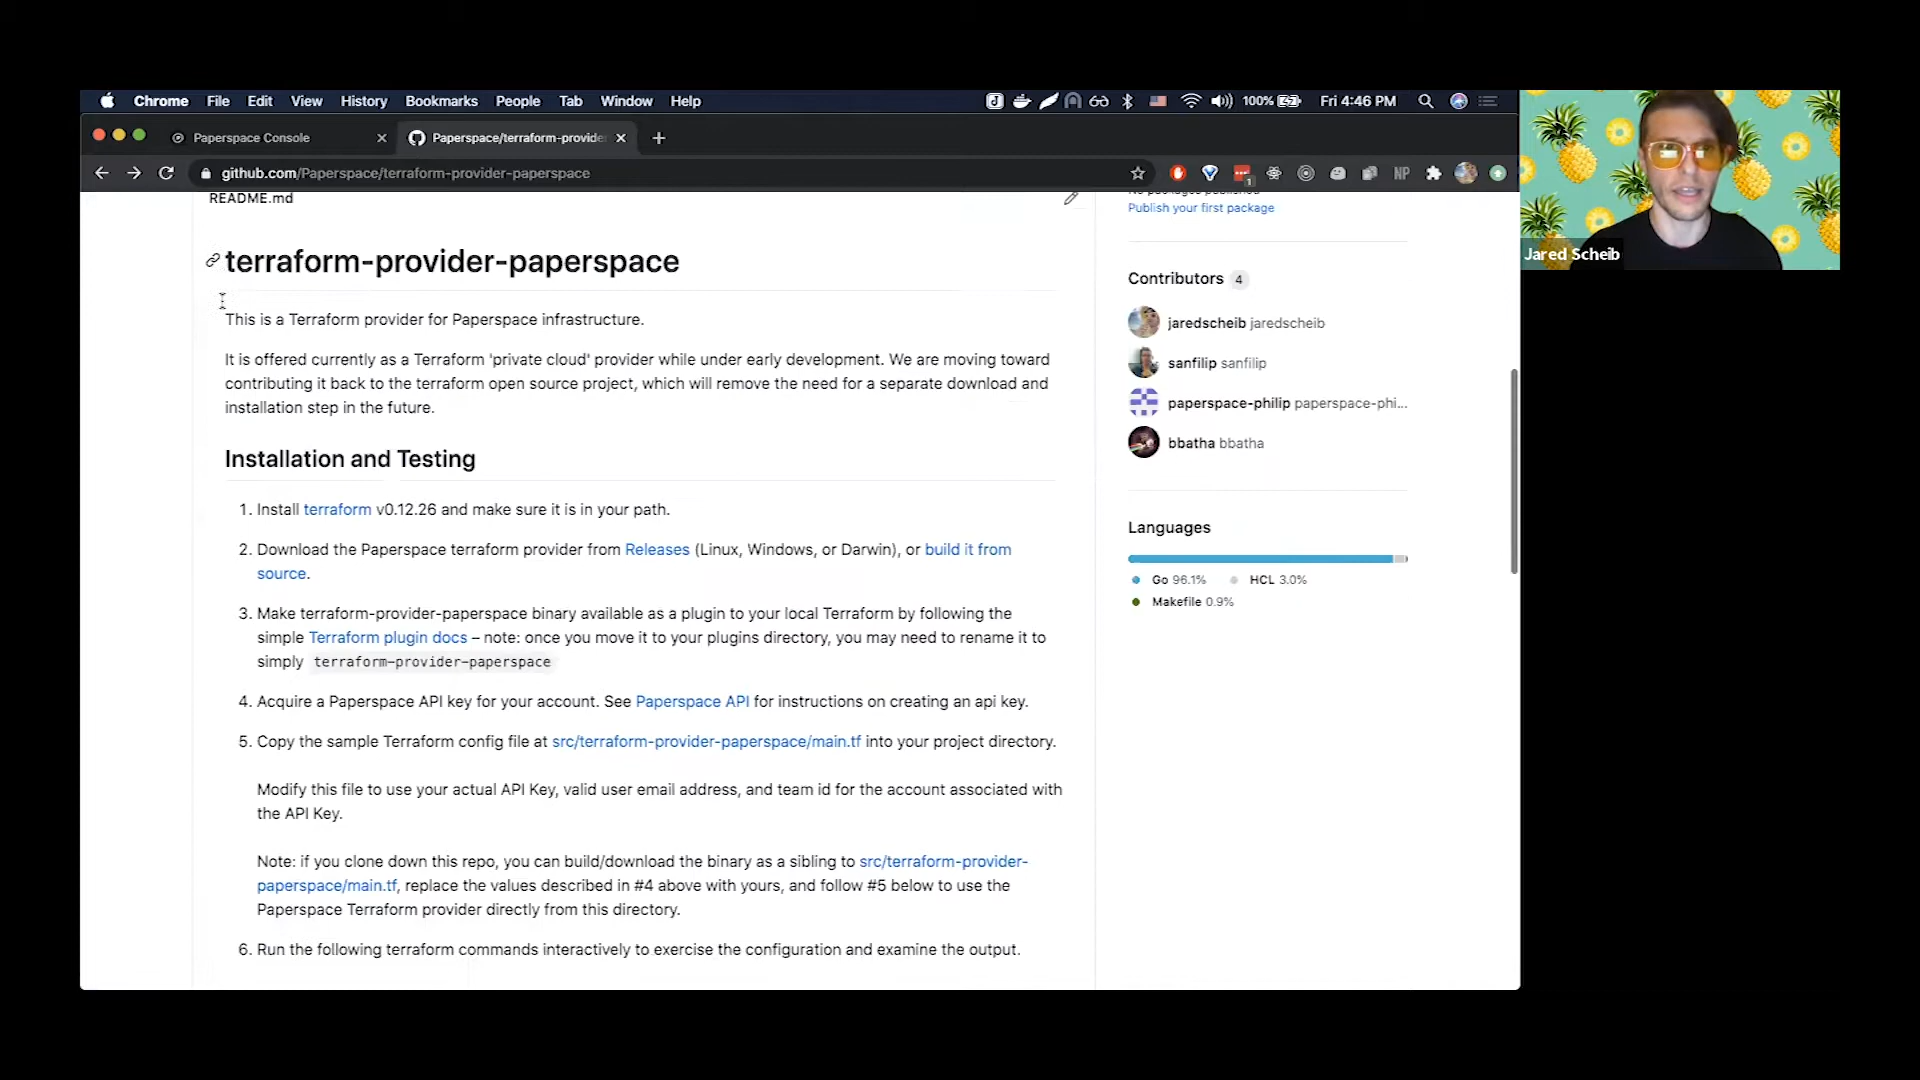 Chrome File Edit View History Bookmarks People Tab Window Help
100% Fri 4:46 PM
Paperspace Console
Paperspace/terraform-provide
github.com/Paperspace/terraform-provider-paperspace
1
NP
Jared Scheib
README.md
terraform-provider-paperspace
This is a Terraform provider for Paperspace infrastructure.
It is offered currently as a Terraform 'private cloud' provider while under early development. We are moving toward
contributing it back to the terraform open source project, which will remove the need for a separate download and
installation step in the future.
Installation and Testing
1. Install terraform v0.12.26 and make sure it is in your path.
2. Download the Paperspace terraform provider from Releases (Linux, Windows, or Darwin), or build it from
source.
3. Make terraform-provider-paperspace binary available as a plugin to your local Terraform by following the
simple Terraform plugin docs – note: once you move it to your plugins directory, you may need to rename it to
simply terraform-provider-paperspace
4. Acquire a Paperspace API key for your account. See Paperspace API for instructions on creating an api key.
5. Copy the sample Terraform config file at src/terraform-provider-paperspace/main.tf into your project directory.
Modify this file to use your actual API Key, valid user email address, and team id for the account associated with
the API Key.
Note: if you clone down this repo, you can build/download the binary as a sibling to src/terraform-provider-
paperspace/main.tf, replace the values described in #4 above with yours, and follow #5 below to use the
Paperspace Terraform provider directly from this directory.
6. Run the following terraform commands interactively to exercise the configuration and examine the output.
No packages published
Publish your first package
Contributors 4
jaredscheib jaredscheib
sanfilip sanfilip
paperspace-philip paperspace-phi...
bbatha bbatha
Languages
Go 96.1% HCL 3.0%
Makefile 0.9%